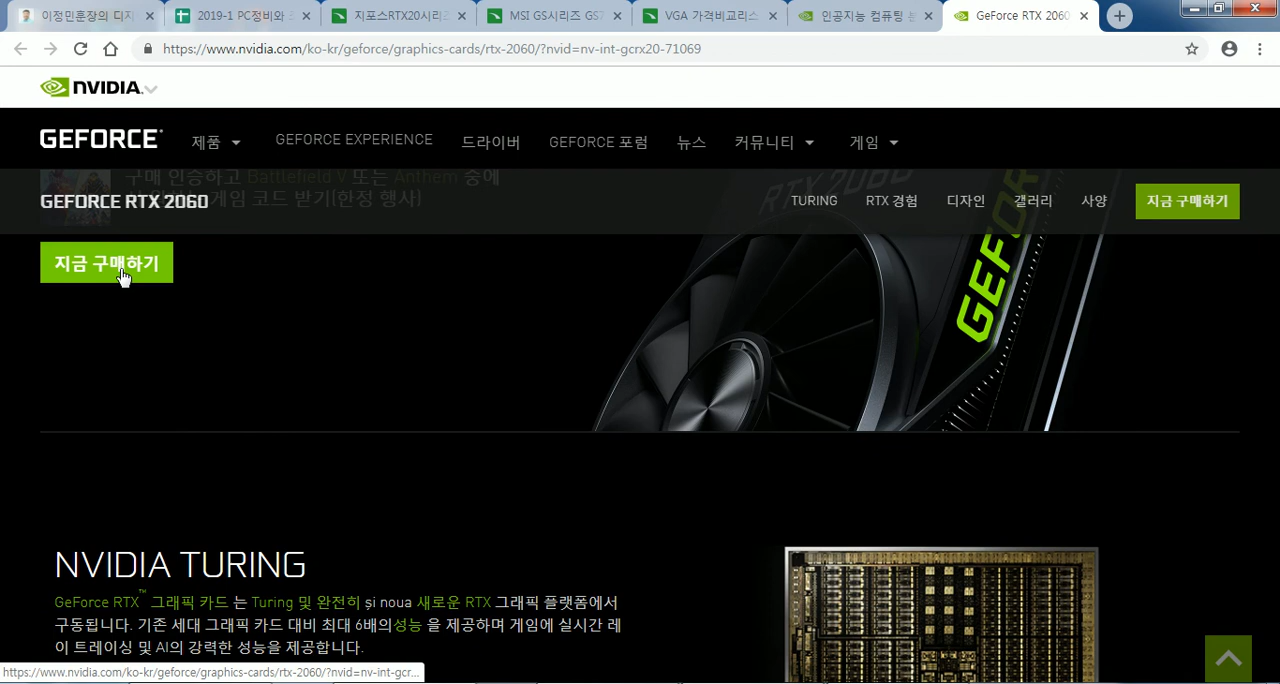 이정민훈장의 디지
2019-1 PC정비와
지포스RTX20시리
MSI GS시리즈 GS7
VGA 가격비교리스
인공지능 컴퓨팅
GeForce RTX 2060
https://www.nvidia.com/ko-kr/geforce/graphics-cards/rtx-2060/?nvid=nv-int-gcrx20-71069
NVIDIA.
GEFORCE 제품 GEFORCE EXPERIENCE 드라이버 GEFORCE 포럼 뉴스 커뮤니티 게임
구매 인증하고 Battlefield V 또는 Anthem 중에
게임 코드 받기(한정 행사)
RTX 2060
GEFORCE RTX 2060 TURING RTX 경험 디자인 갤러리 사양 지금 구매하기
지금 구매하기
GEFOR
NVIDIA TURING
GeForce RTX™ 그래픽 카드 는 Turing 및 완전히 și noua 새로운 RTX 그래픽 플랫폼에서
구동됩니다. 기존 세대 그래픽 카드 대비 최대 6배의성능 을 제공하며 게임에 실시간 레
이 트레이싱 및 AI의 강력한 성능을 제공합니다.
https://www.nvidia.com/ko-kr/geforce/graphics-cards/rtx-2060/?nvid=nv-int-gcr...